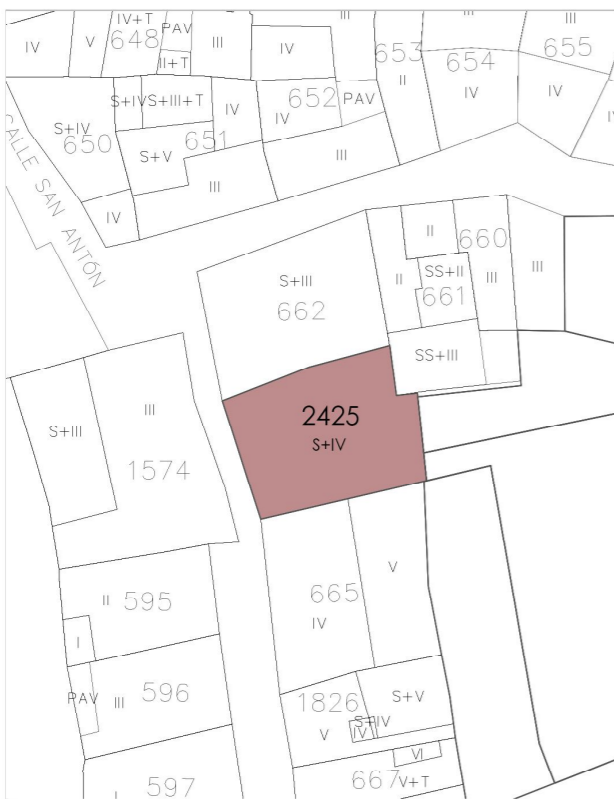 IV
V
IV+T
648
PAV
II+T
III
IV
III
653
II
III
654
IV
III
655
IV
S+IV
650
S+IV
S+III+T
IV
652
IV
PAV
S+V
651
III
III
IV
CALLE SAN ANTÓN
S+III
662
II
II
660
III
III
SS+II
661
SS+III
2425
S+IV
S+III
III
1574
V
665
IV
II
595
I
PAV
III
596
1826
V
S+V
S+IV
IV
VI
667
V+T
597